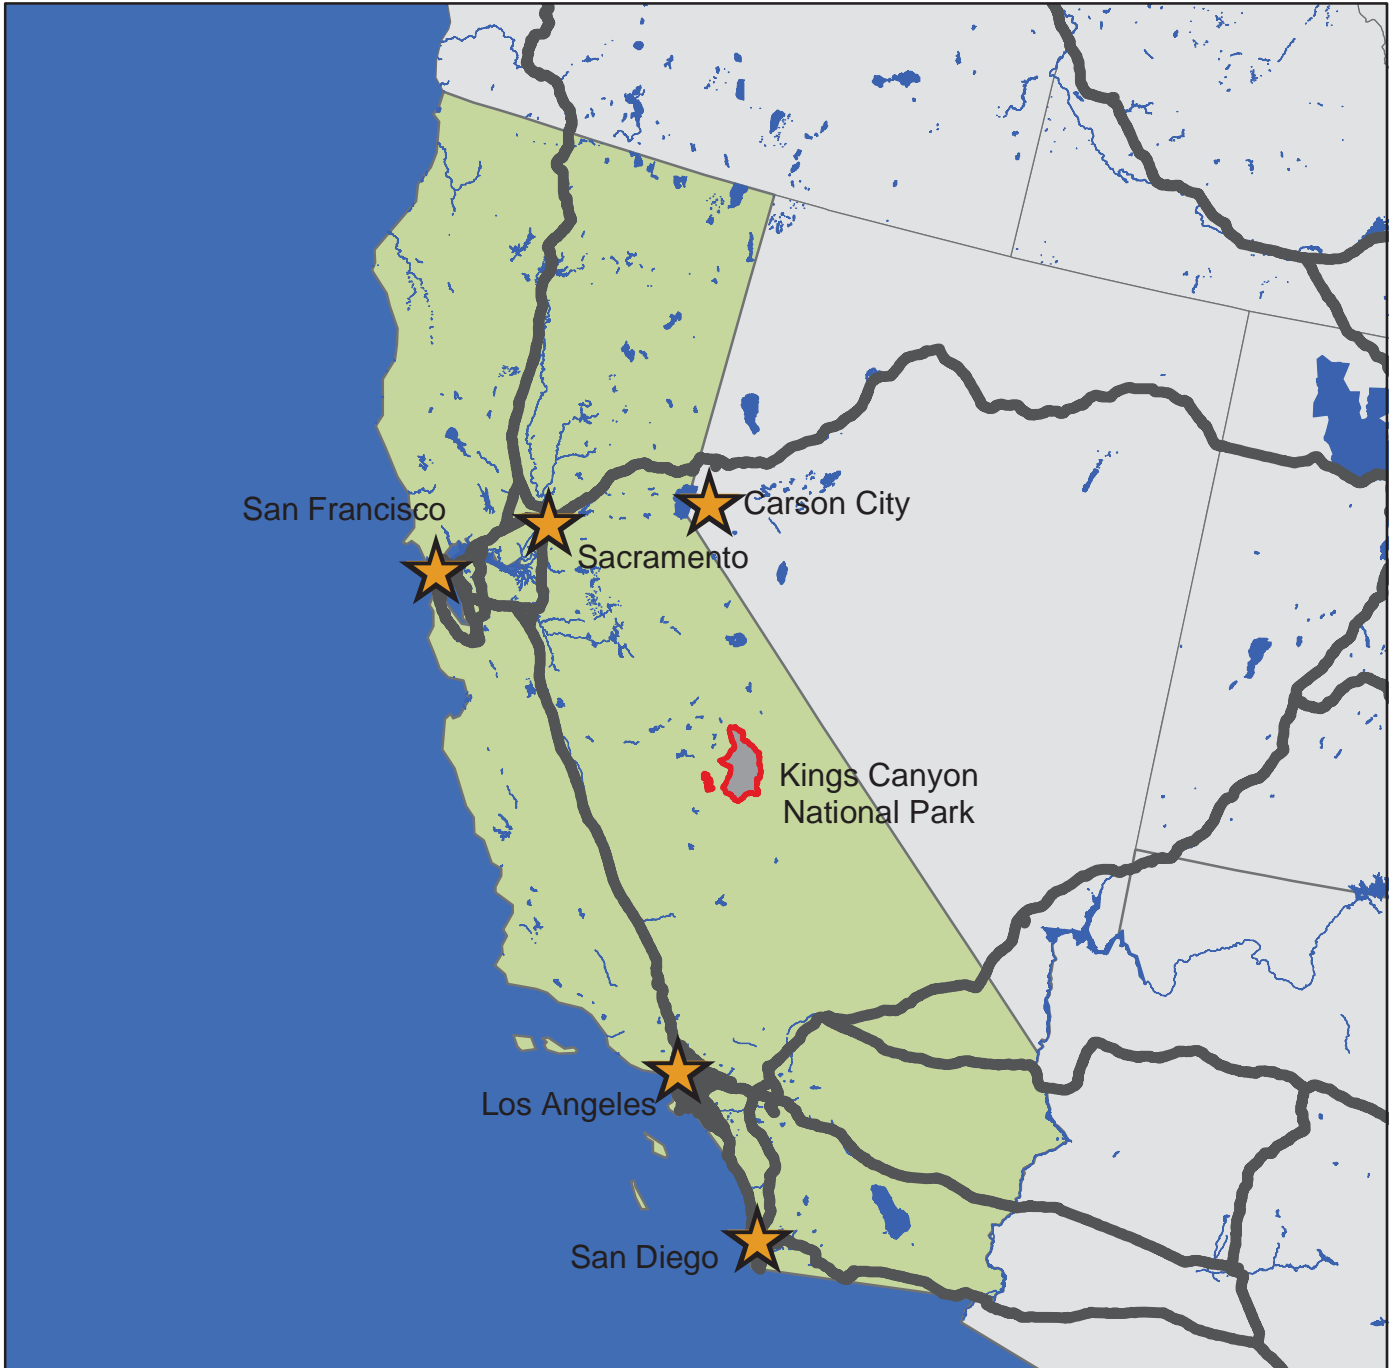 San Francisco
Carson City
Sacramento
Kings Canyon
National Park
Los Angeles
San Diego